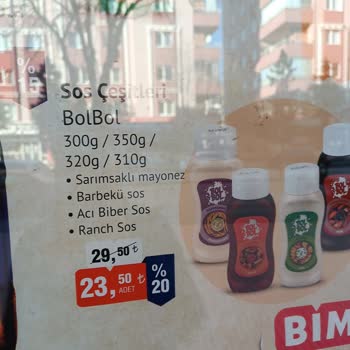 %
15
Sos Çeşitleri
BolBol
300g / 350g /
320g / 310g
• Sarımsaklı mayonez
• Barbekü sos
• Acı Biber Sos
• Ranch Sos
29,50 ₺
23,50 ₺
ADET
%
20
BİM